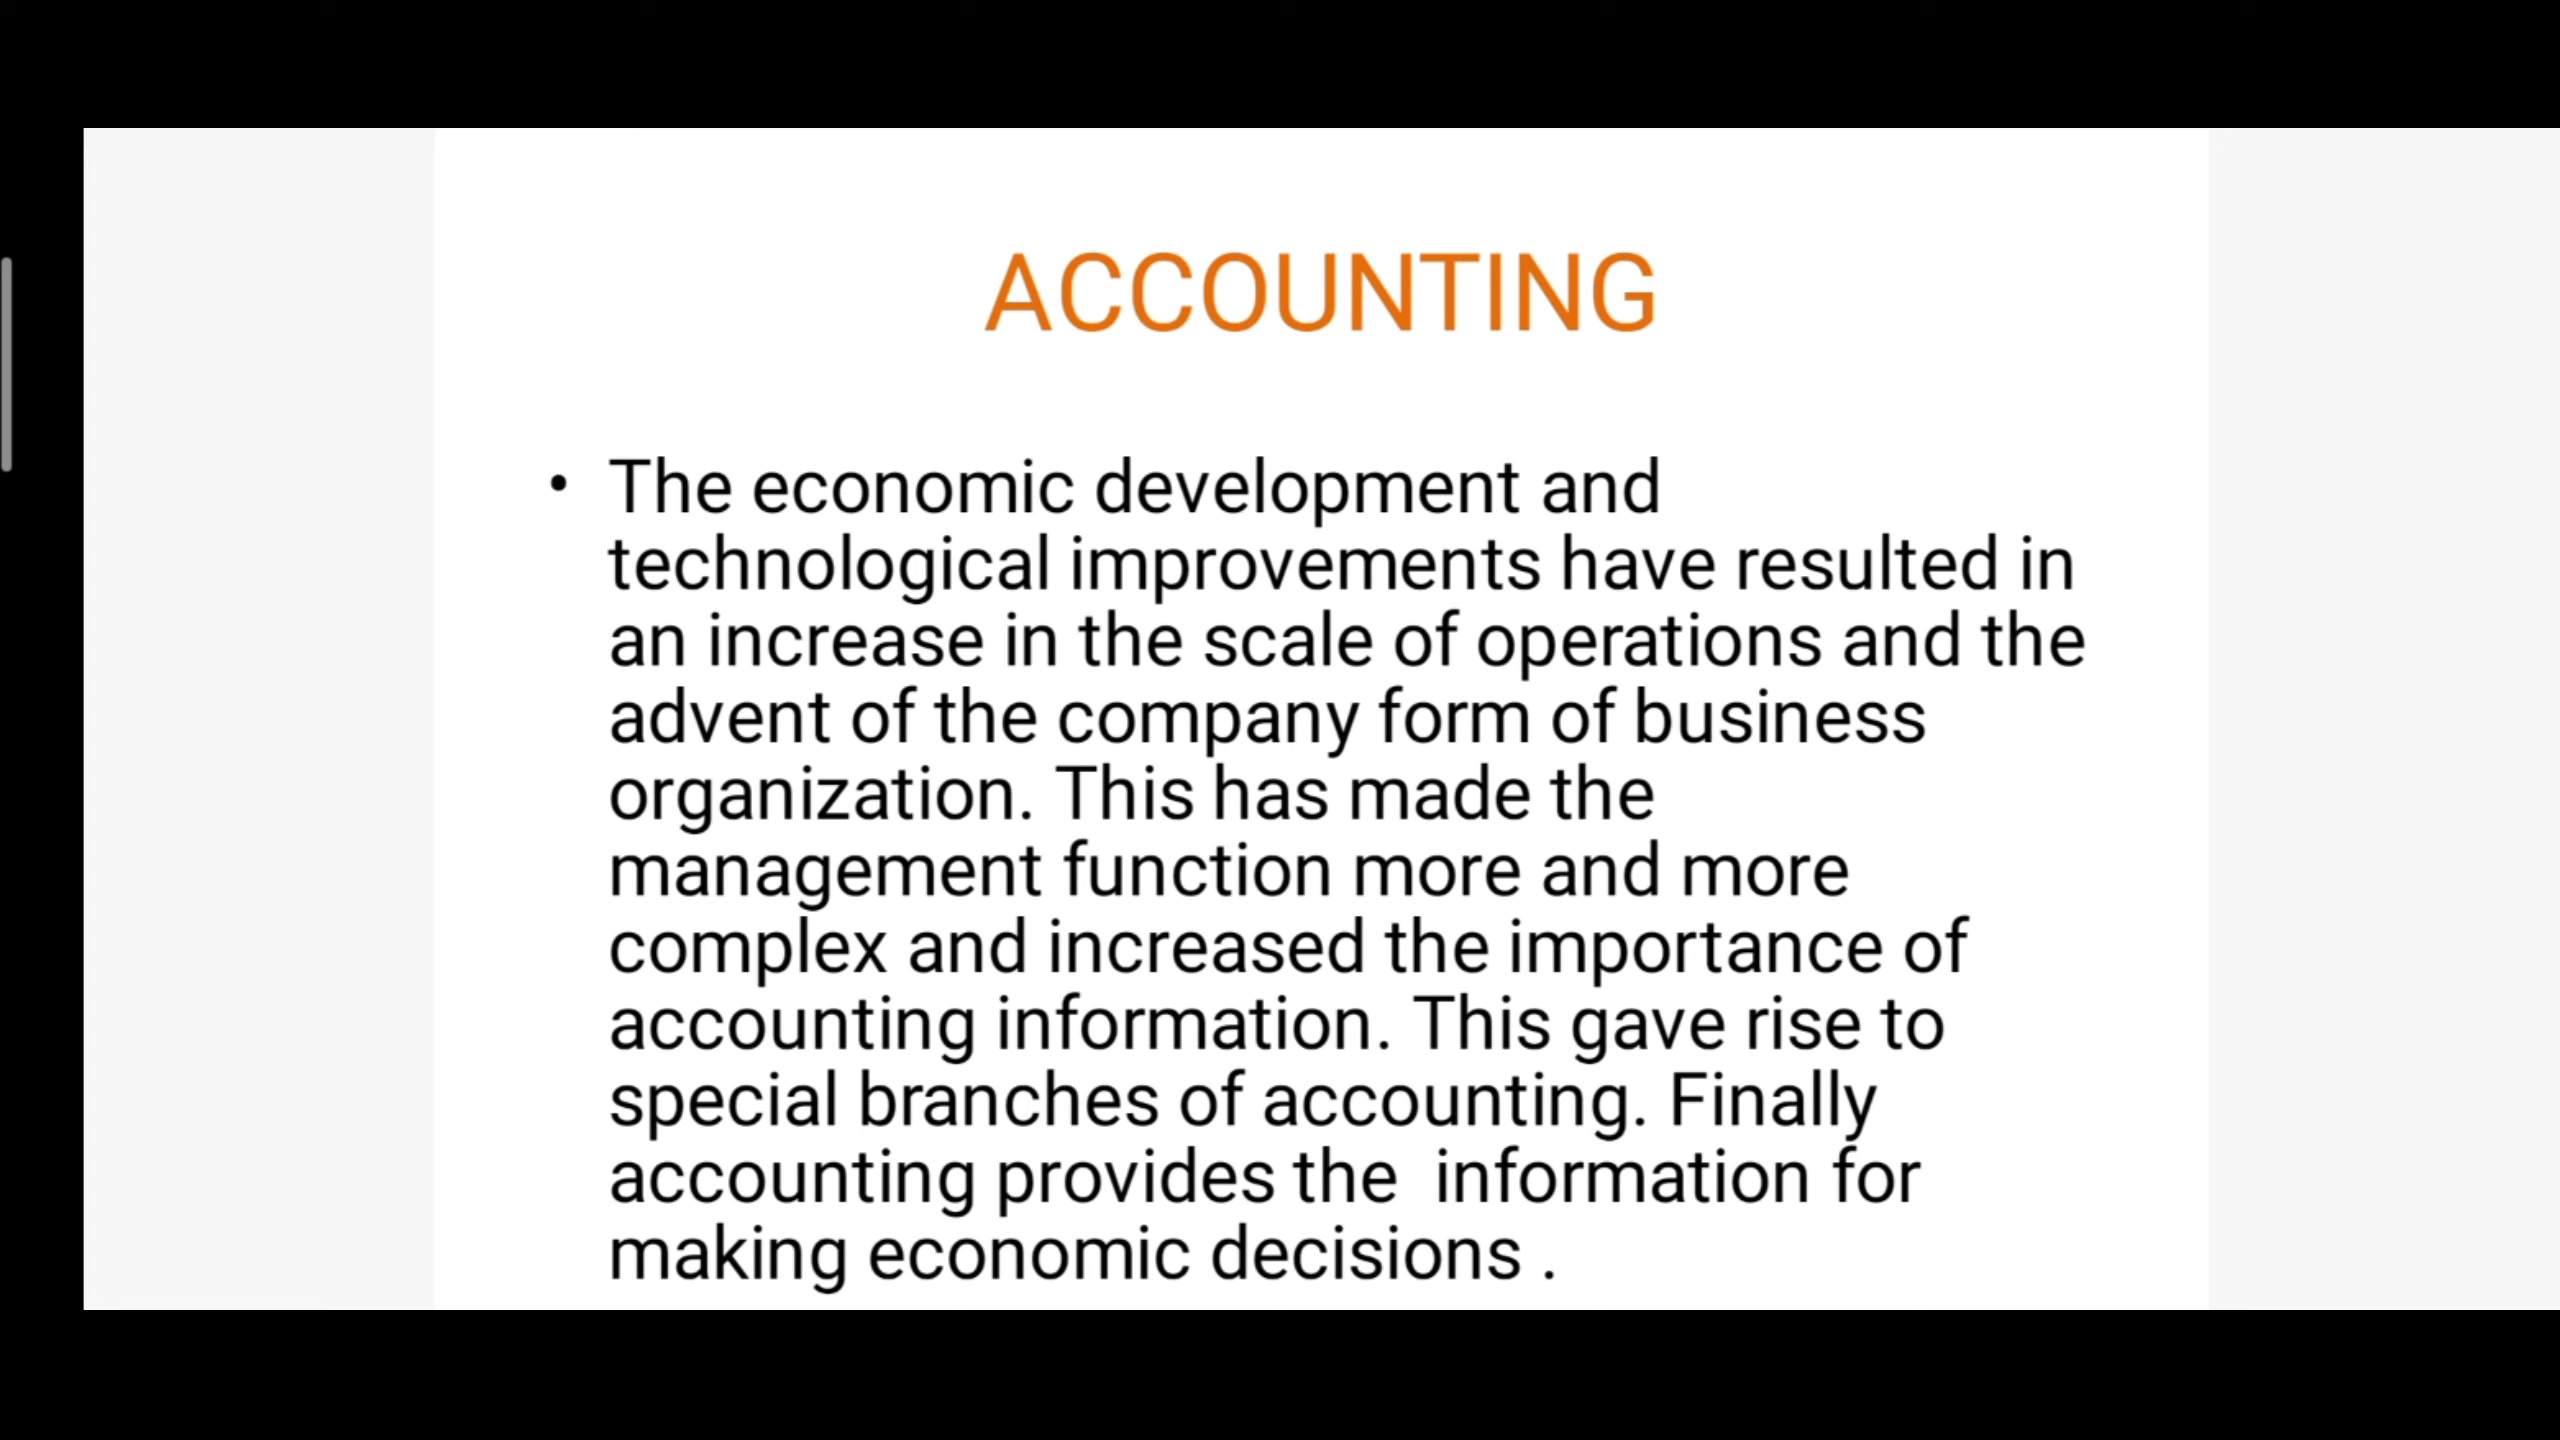 ACCOUNTING
• The economic development and
technological improvements have resulted in
an increase in the scale of operations and the
advent of the company form of business
organization. This has made the
management function more and more
complex and increased the importance of
accounting information. This gave rise to
special branches of accounting. Finally
accounting provides the  information for
making economic decisions .